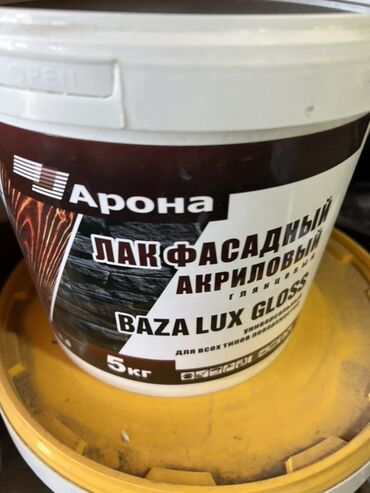 OPEN
Арона
ЛАК ФАСАДНЫЙ
АКРИЛОВЫЙ
глянцевый
BAZA LUX GLOSS
универсальный
для всех типов поверхностей
5кг